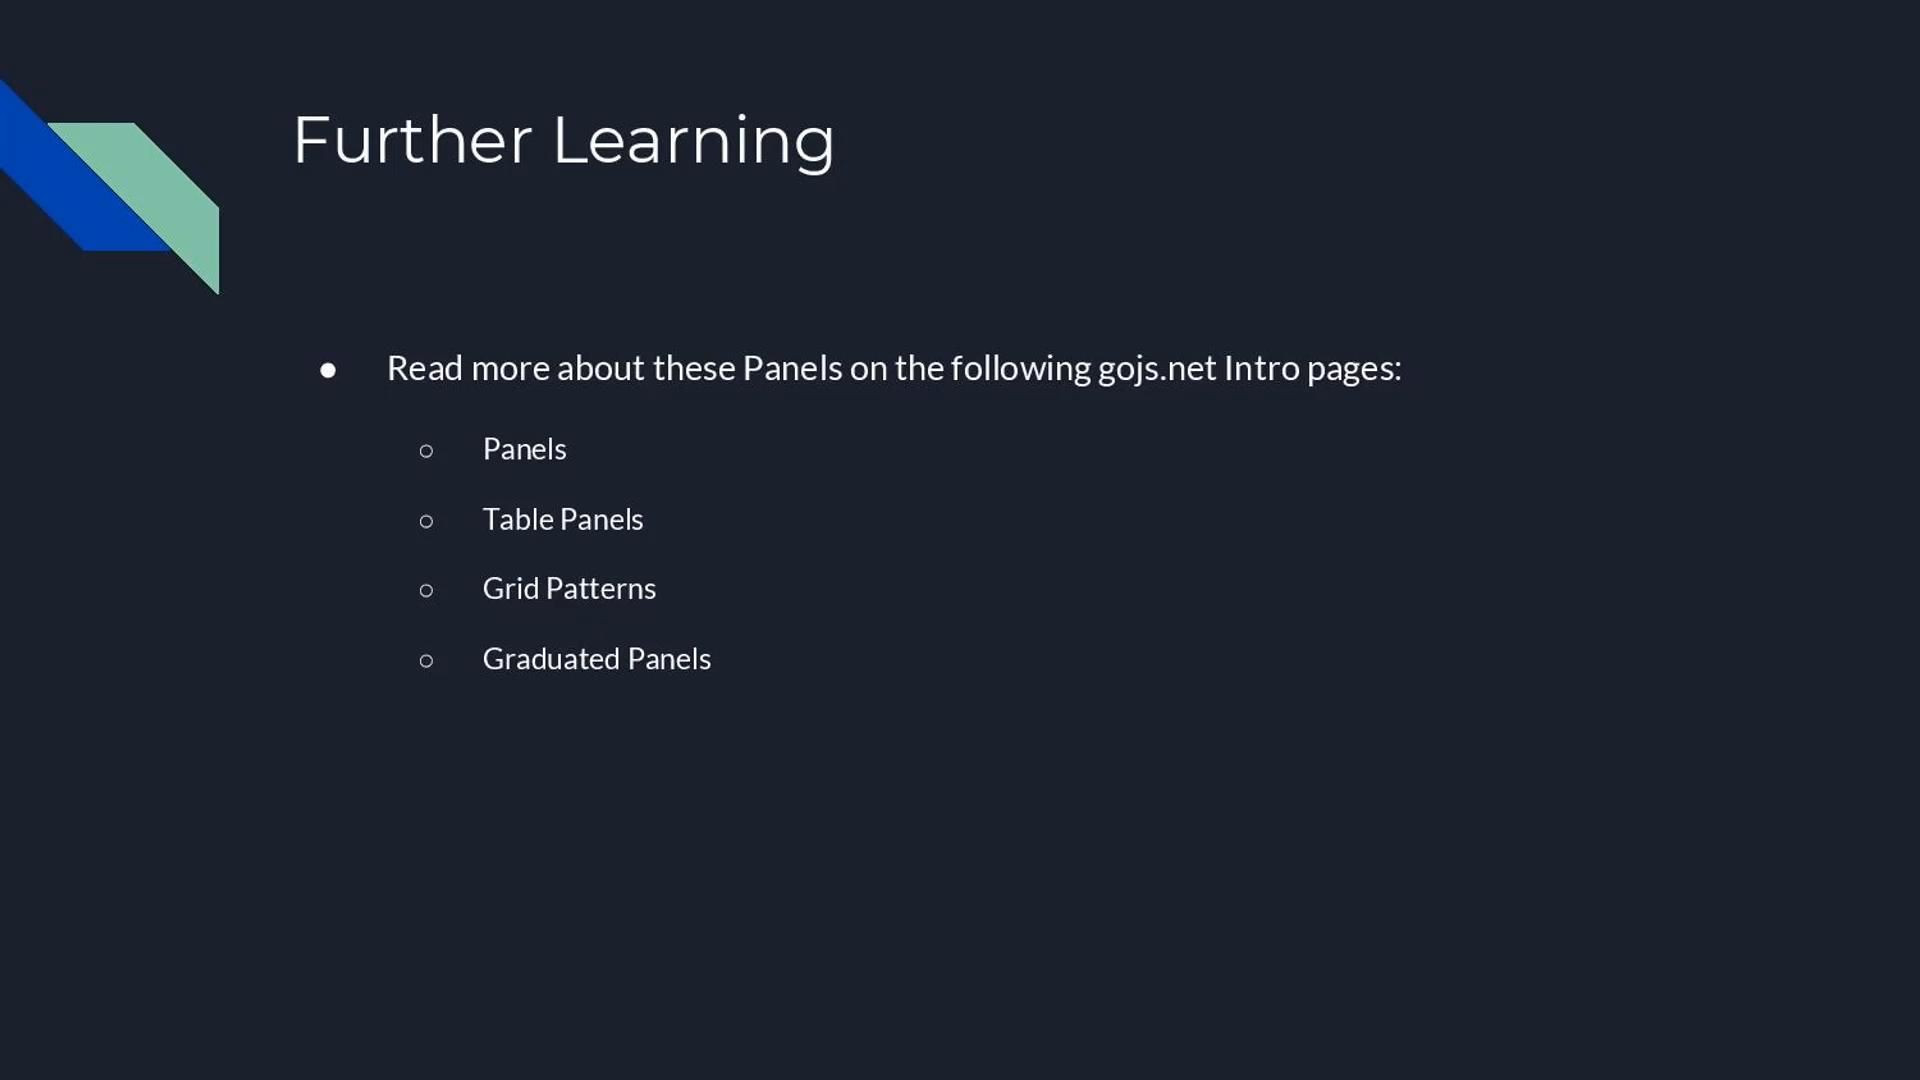 Further Learning
● Read more about these Panels on the following gojs.net Intro pages:
○ Panels
○ Table Panels
○ Grid Patterns
○ Graduated Panels